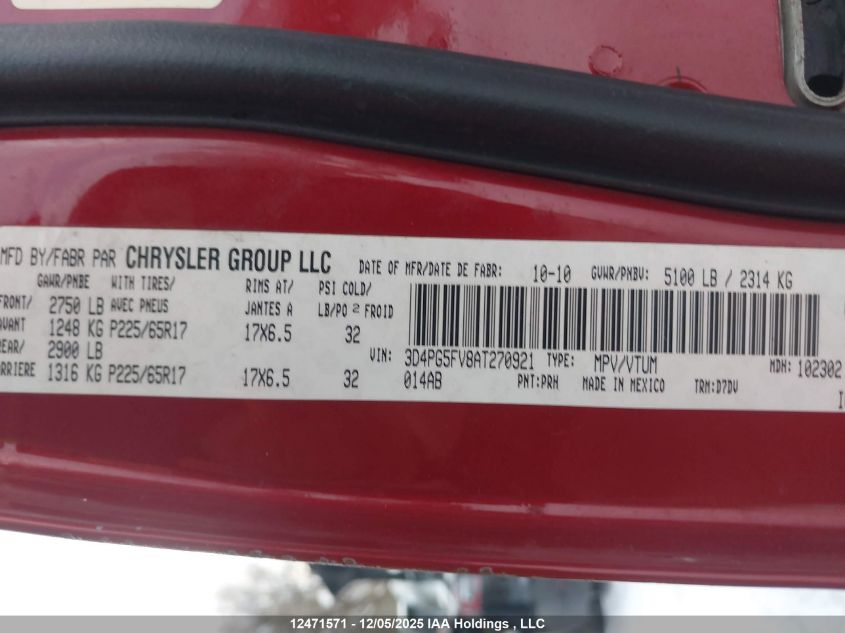 MFD BY/FABR PAR CHRYSLER GROUP LLC DATE OF MFR/DATE DE FABR: 10-10 GVWR/PNBV: 5100 LB / 2314 KG
GAWR/PNBE WITH TIRES/ RIMS AT/ PSI COLD/
FRONT/ 2750 LB AVEC PNEUS JANTES A LB/PO² FROID
AVANT 1248 KG P225/65R17 17X6.5 32
REAR/ 2900 LB VIN: 3D4PG5FV8AT270921 TYPE: MPV/VTUM MDH: 102302
ARRIERE 1316 KG P225/65R17 17X6.5 32 014AB PNT:PRH MADE IN MEXICO TRM:D7DV
12471571 - 12/05/2025 IAA Holdings , LLC